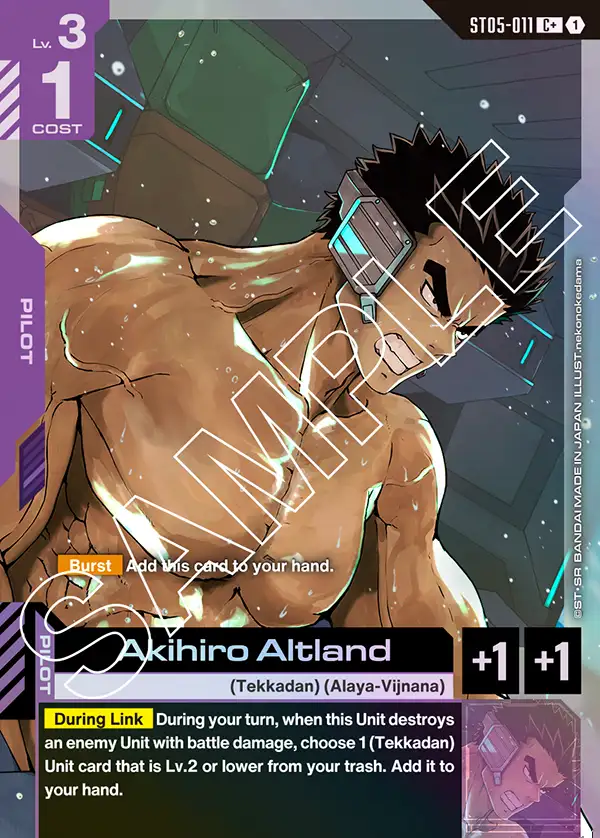 ST05-011 C+ 1
Lv. 3
1
COST
PILOT
SAMPLE
©ST・SR BANDAI MADE IN JAPAN ILLUST.nekonokedama
Burst Add this card to your hand.
PILOT
Akihiro Altland
+1 +1
(Tekkadan) (Alaya-Vijnana)
During Link During your turn, when this Unit destroys
an enemy Unit with battle damage, choose 1 (Tekkadan)
Unit card that is Lv.2 or lower from your trash. Add it to
your hand.